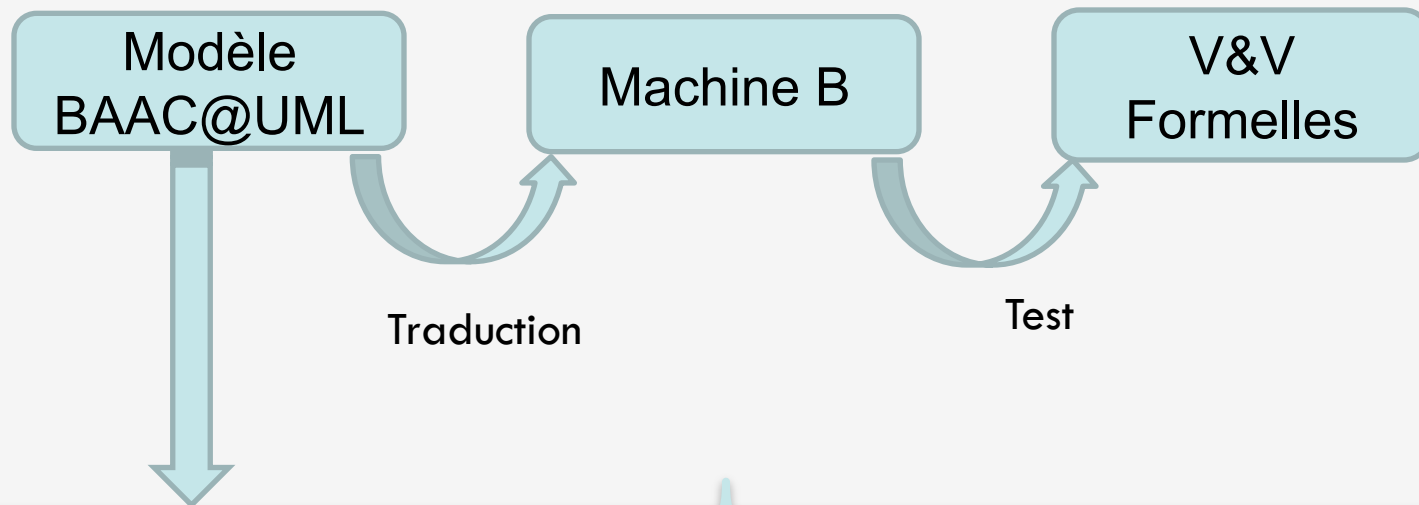 Modèle
BAAC@UML
Machine B
V&V
Formelles
Traduction
Test